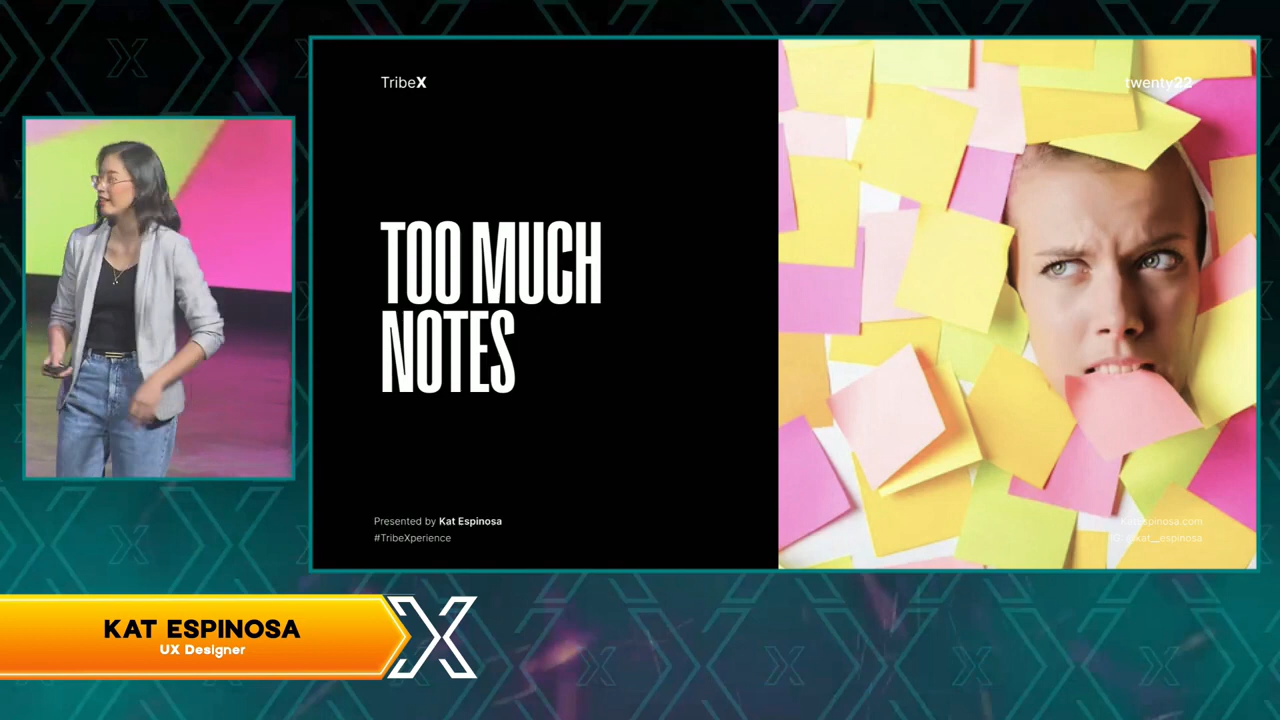 TribeX
twenty22
TOO MUCH
NOTES
Presented by Kat Espinosa
#TribeXperience
katespinosa.com
IG: @kat__espinosa
KAT ESPINOSA
UX Designer
X